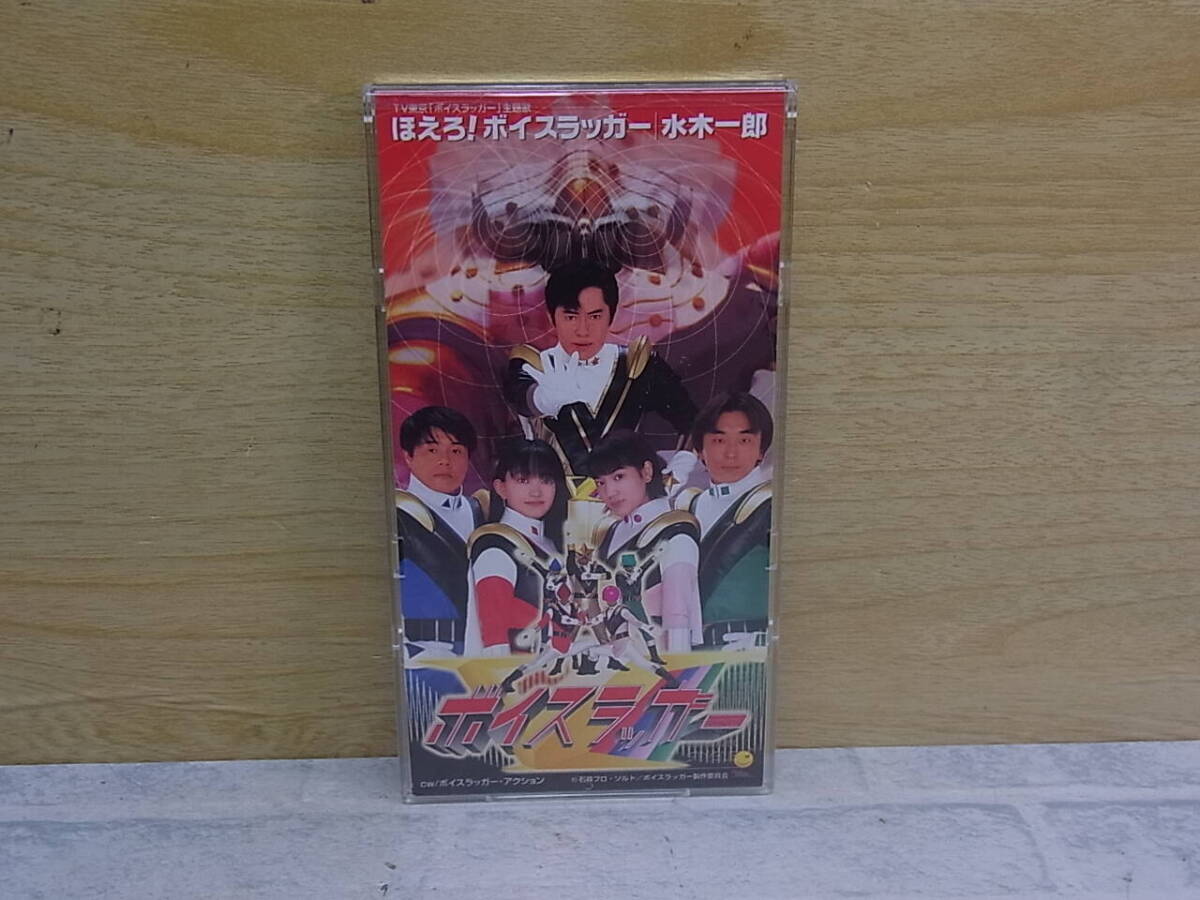 TV東京「ボイスラッガー」主題歌
ほえろ!ボイスラッガー 水木一郎
ボイスラッガー
CW/ボイスラッガー・アクション
©石森プロ・ソルト/ボイスラッガー製作委員会